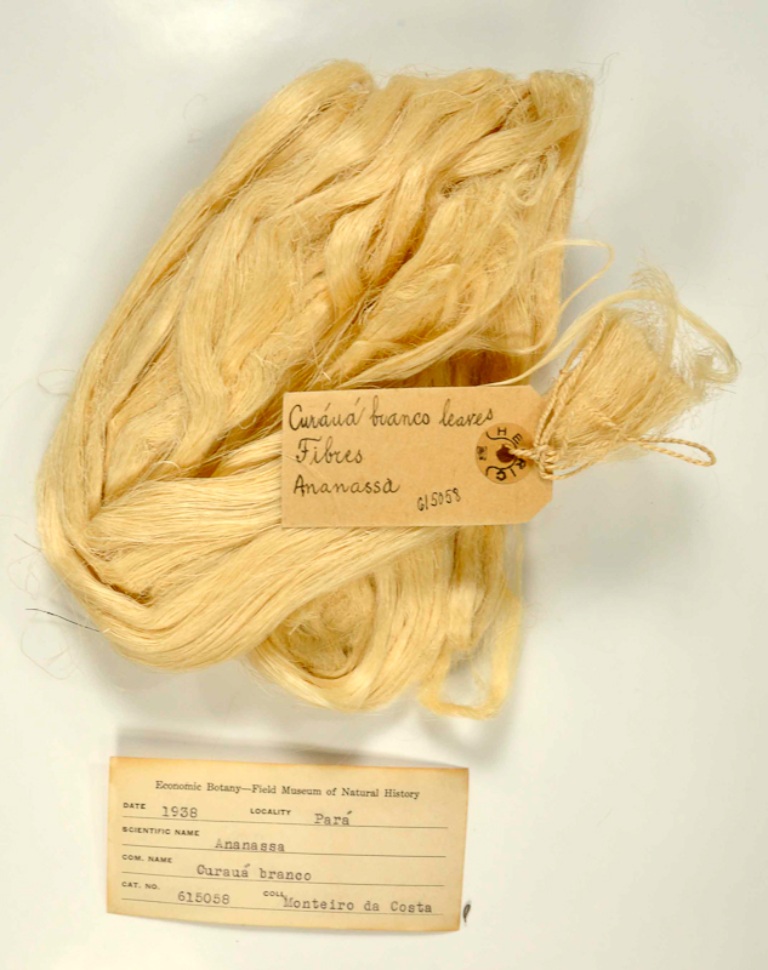 Curáuá branco leaves
Fibres
Ananassa
615058
Economic Botany—Field Museum of Natural History
DATE 1938 LOCALITY Pará
SCIENTIFIC NAME Ananassa
COM. NAME Curauá branco
CAT. NO. 615058 COLL. Monteiro da Costa